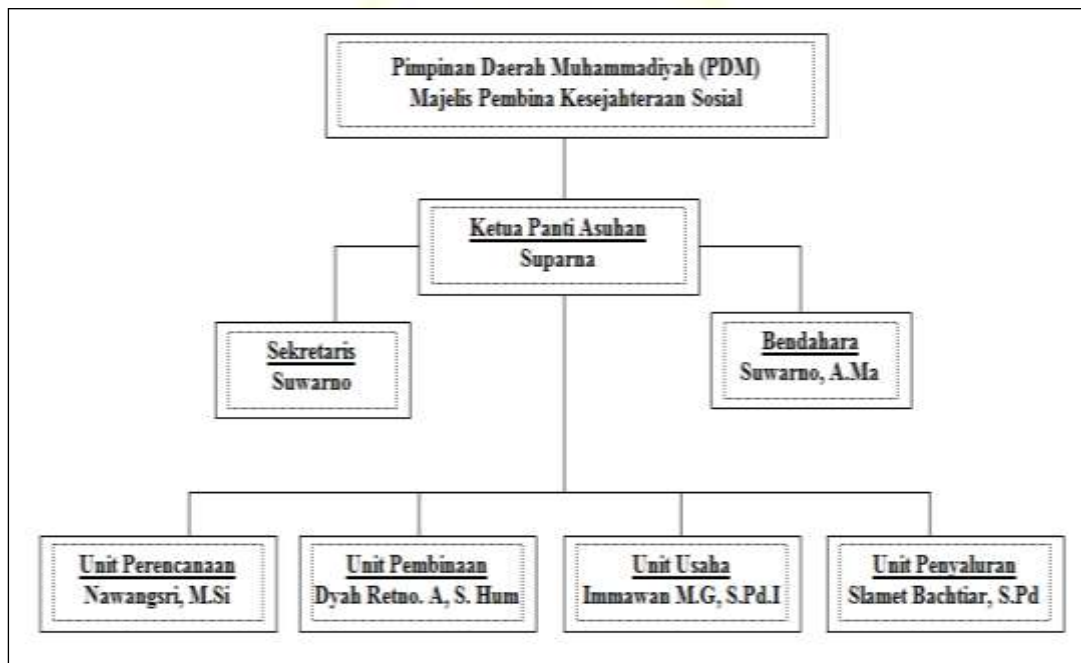 Pimpinan Daerah Muhammadiyah (PDM)
Majelis Pembina Kesejahteraan Sosial
Ketua Panti Asuhan
Suparna
Sekretaris
Suwarno
Bendahara
Suwarno, A.Ma
Unit Perencanaan
Nawangsri, M.Si
Unit Pembinaan
Dyah Retno. A, S. Hum
Unit Usaha
Immawan M.G, S.Pd.I
Unit Penyaluran
Slamet Bachtiar, S.Pd